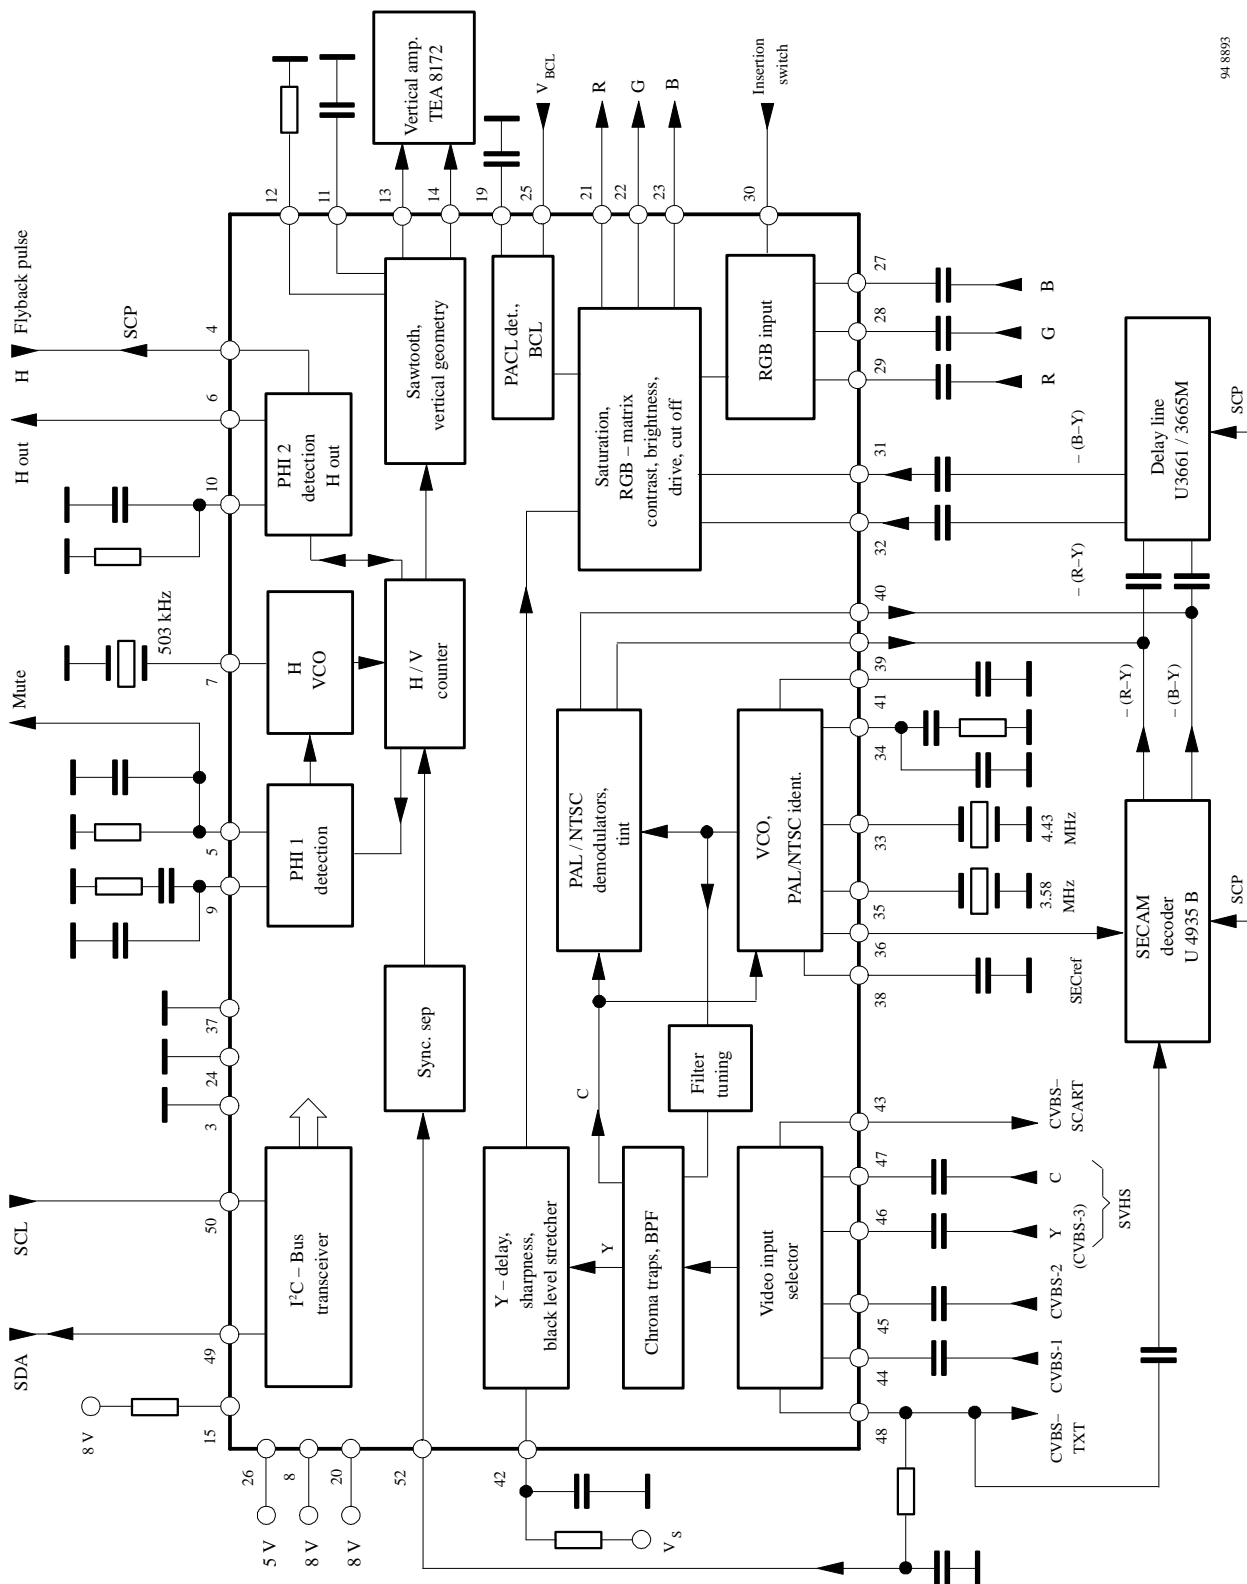 5 V
8 V
8 V
8 V
SDA
SCL
Mute
503 kHz
H out
H
Flyback pulse
SCP
26
8
20
15
49
50
3
24
37
9
5
7
10
6
4
I²C – Bus
transceiver
PHI 1
detection
H
VCO
PHI 2
detection
H out
52
Sync. sep
H / V
counter
Sawtooth,
vertical geometry
12
11
13
14
Vertical amp.
TEA 8172
42
V S
Y – delay,
sharpness,
black level stretcher
Y
C
Chroma traps, BPF
Filter
tuning
PAL / NTSC
demodulators,
tint
PACL det.,
BCL
19
25
V BCL
Saturation,
RGB – matrix
contrast, brightness,
drive, cut off
21
22
23
R
G
B
Video input
selector
VCO,
PAL/NTSC ident.
RGB input
30
Insertion
switch
48
44
45
46
47
43
38
36
35
33
34
41
39
40
32
31
29
28
27
CVBS–
TXT
CVBS-1
CVBS-2
Y
(CVBS-3)
C
SVHS
CVBS–
SCART
SECref
3.58
MHz
4.43
MHz
– (R–Y)
– (B–Y)
– (R–Y)
– (B–Y)
R
G
B
SECAM
decoder
U 4935 B
Delay line
U3661 / 3665M
SCP
SCP
94 8893